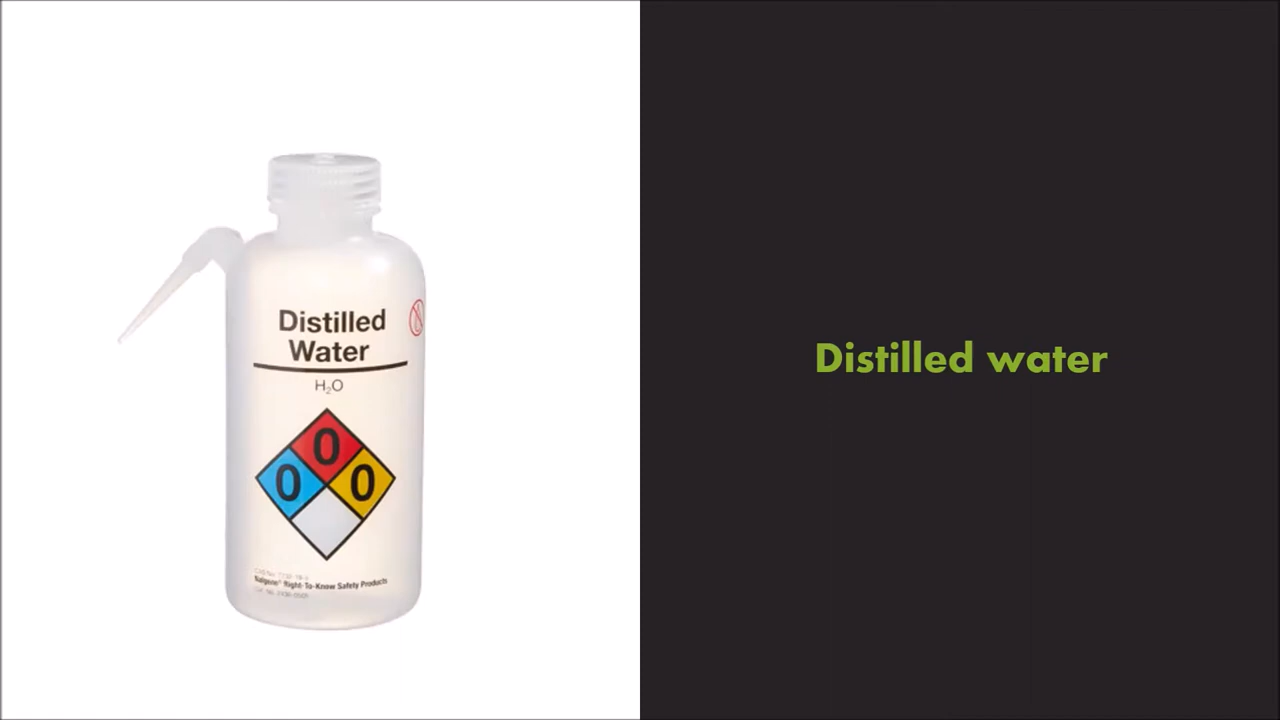 Distilled
Water
H₂O
0
0 0
Nalgene® Right-To-Know Safety Products
Distilled water